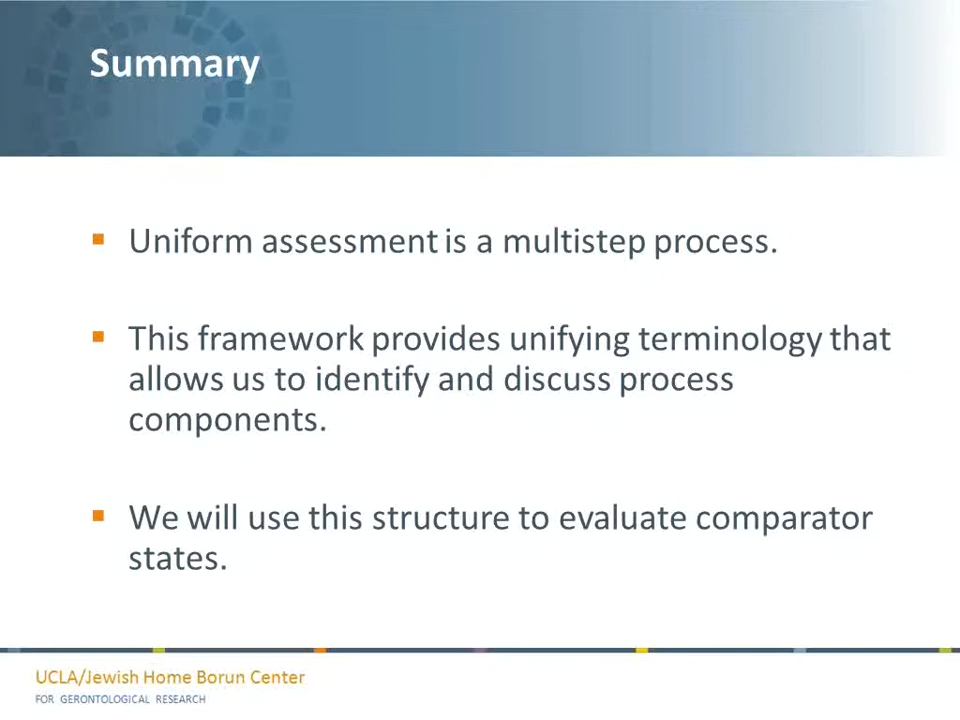 Summary
Uniform assessment is a multistep process.
This framework provides unifying terminology that
allows us to identify and discuss process
components.
We will use this structure to evaluate comparator
states.
UCLA/Jewish Home Borun Center
FOR GERONTOLOGICAL RESEARCH